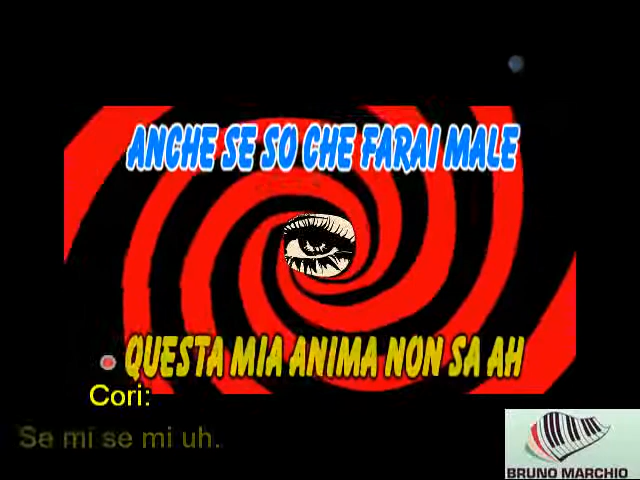 ANCHE SE SO CHE FARAI MALE
QUESTA MIA ANIMA NON SA AH
Cori:
Se mi se mi uh.
BRUNO MARCHIO